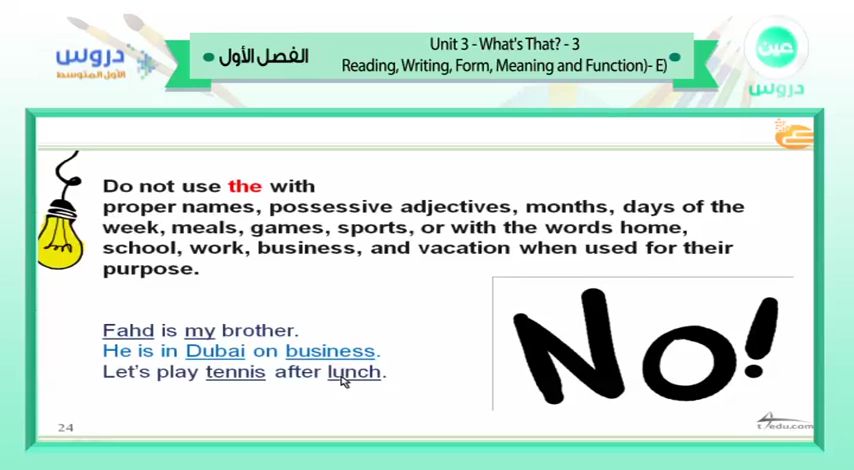 دروس
الأول المتوسط
الفصل الأول
Unit 3 - What's That? - 3
Reading, Writing, Form, Meaning and Function)- E)
عين
دروس
Do not use the with
proper names, possessive adjectives, months, days of the
week, meals, games, sports, or with the words home,
school, work, business, and vacation when used for their
purpose.
Fahd is my brother.
He is in Dubai on business.
Let's play tennis after lunch.
No!
24